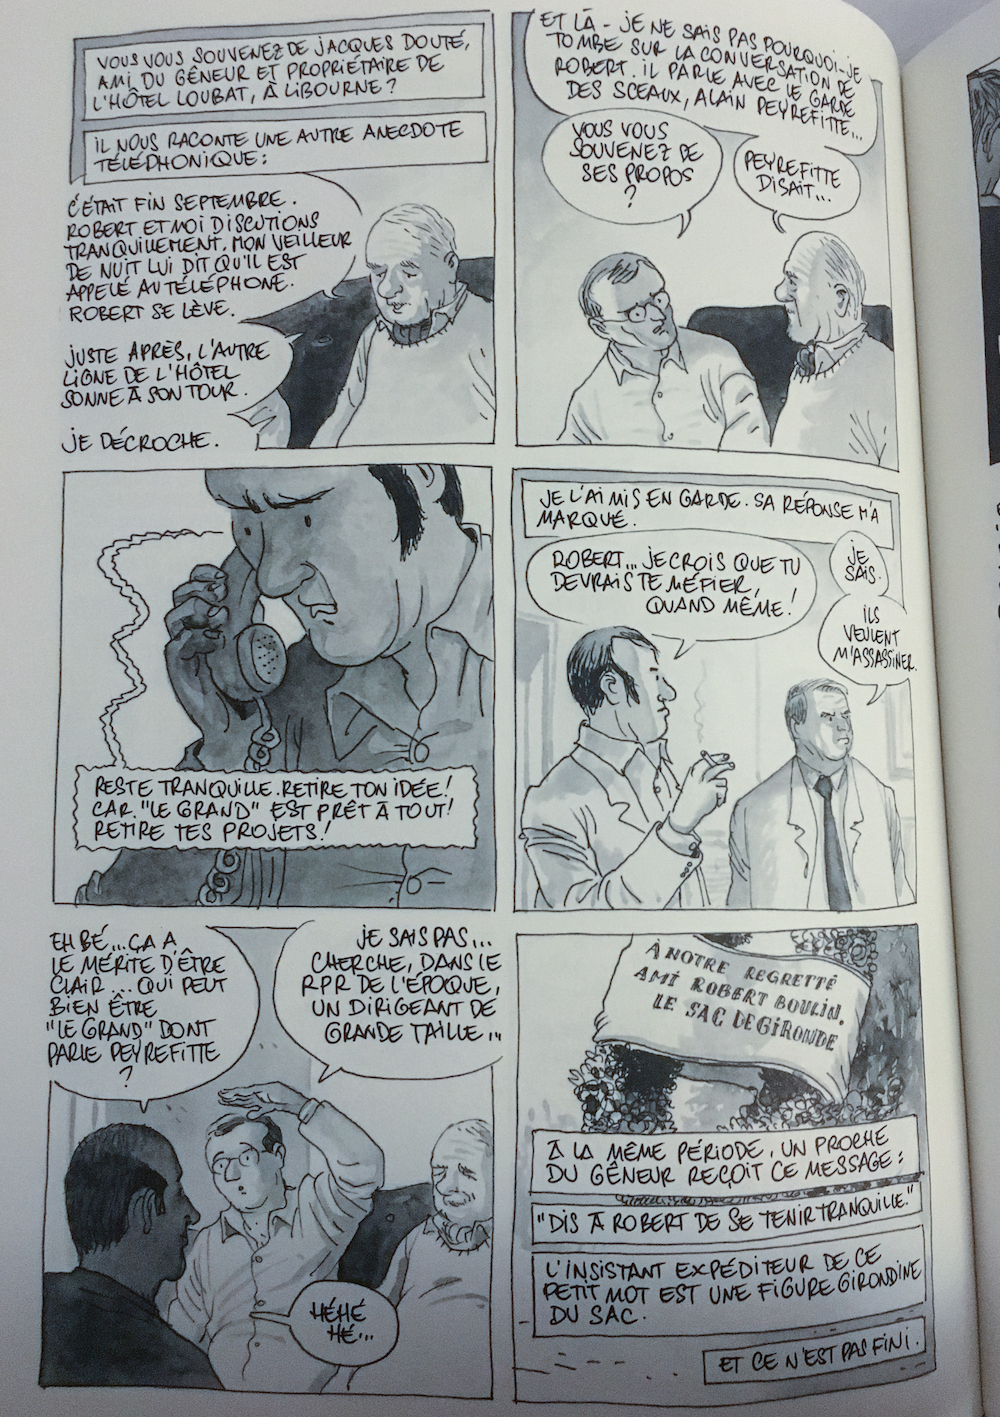 VOUS VOUS SOUVENEZ DE JACQUES DOUTÉ,
AMI DU GÊNEUR ET PROPRIÉTAIRE DE
L'HÔTEL LOUBAT, À LIBOURNE ?
IL NOUS RACONTE UNE AUTRE ANECDOTE
TÉLÉPHONIQUE :
C'ÉTAIT FIN SEPTEMBRE.
ROBERT ET MOI DISCUTIONS
TRANQUILLEMENT. MON VEILLEUR
DE NUIT LUI DIT QU'IL EST
APPELÉ AU TÉLÉPHONE.
ROBERT SE LÈVE.
JUSTE APRÈS, L'AUTRE
LIGNE DE L'HÔTEL
SONNE À SON TOUR.
JE DÉCROCHE.
ET LÀ - JE NE SAIS PAS POURQUOI - JE
TOMBE SUR LA CONVERSATION DE
ROBERT. IL PARLE AVEC LE GARDE
DES SCEAUX, ALAIN PEYREFITTE...
VOUS VOUS
SOUVENEZ DE
SES PROPOS
?
PEYREFITTE
DISAIT...
RESTE TRANQUILLE. RETIRE TON IDÉE !
CAR "LE GRAND" EST PRÊT À TOUT !
RETIRE TES PROJETS !
JE L'AI MIS EN GARDE. SA RÉPONSE M'A
MARQUÉ.
ROBERT... JE CROIS QUE TU
DEVRAIS TE MÉFIER,
QUAND MÊME !
JE
SAIS.
ILS
VEULENT
M'ASSASSINER.
EH BÉ... ÇA A
LE MÉRITE D'ÊTRE
CLAIR... QUI PEUT
BIEN ÊTRE
"LE GRAND" DONT
PARLE PEYREFITTE
?
JE SAIS PAS...
CHERCHE, DANS LE
RPR DE L'ÉPOQUE,
UN DIRIGEANT DE
GRANDE TAILLE...
HÉHÉ
HÉ...
À NOTRE REGRETTÉ
AMI ROBERT BOULIN,
LE SAC DE GIRONDE
À LA MÊME PÉRIODE, UN PROCHE
DU GÊNEUR REÇOIT CE MESSAGE :
"DIS À ROBERT DE SE TENIR TRANQUILLE."
L'INSISTANT EXPÉDITEUR DE CE
PETIT MOT EST UNE FIGURE GIRONDINE
DU SAC.
ET CE N'EST PAS FINI.